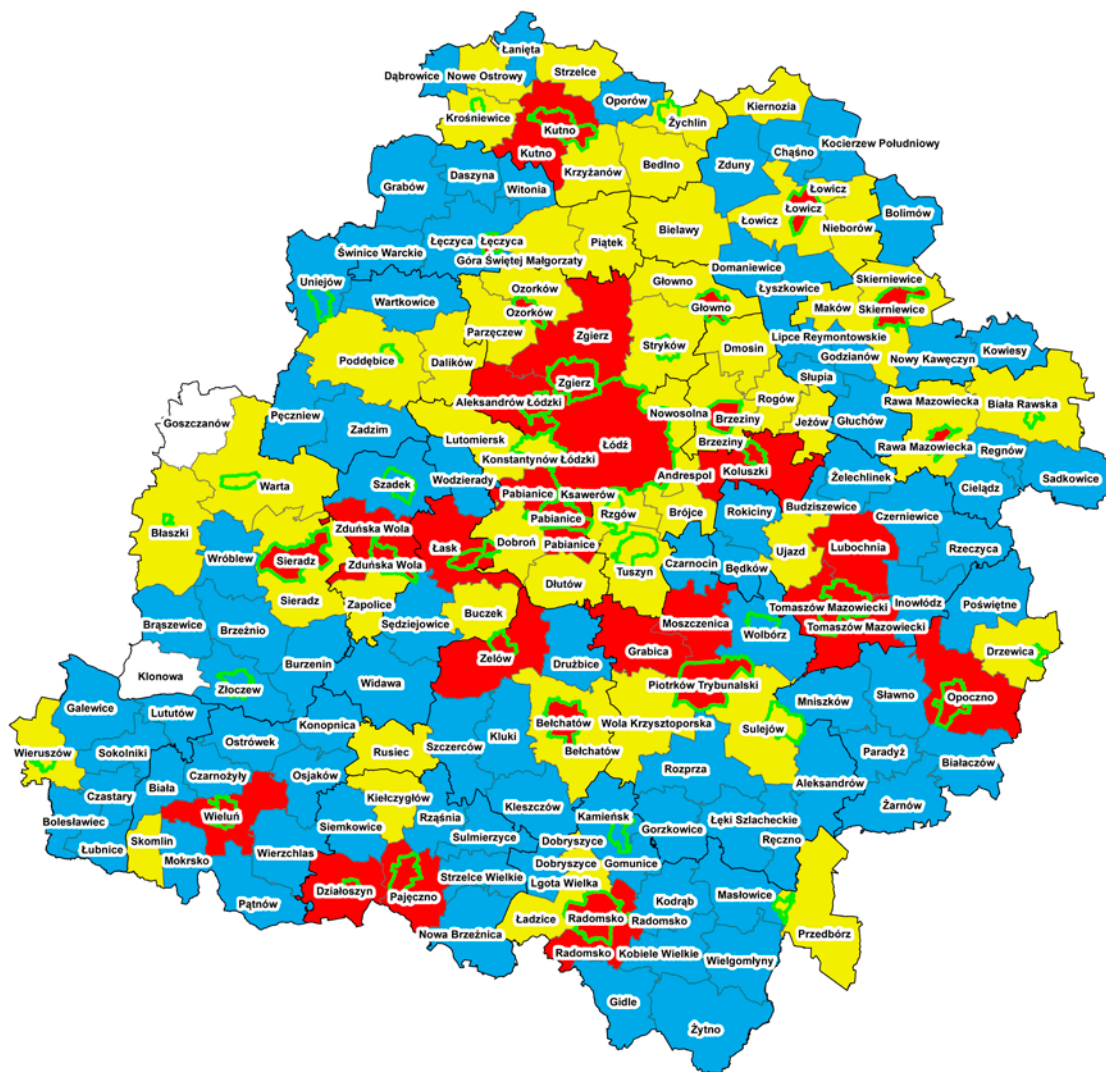 Łanięta
Dąbrowice
Nowe Ostrowy
Strzelce
Oporów
Kiernozia
Krośniewice
Kutno
Żychlin
Kocierzew Południowy
Kutno
Krzyżanów
Bedlno
Zduny
Chąśno
Grabów
Daszyna
Witonia
Łowicz
Łowicz
Łowicz
Nieborów
Bolimów
Świnice Warckie
Łęczyca
Łęczyca
Piątek
Bielawy
Góra Świętej Małgorzaty
Domaniewice
Uniejów
Wartkowice
Ozorków
Głowno
Łyszkowice
Skierniewice
Ozorków
Głowno
Maków
Skierniewice
Parzęczew
Zgierz
Stryków
Dmosin
Lipce Reymontowskie
Godzianów
Nowy Kawęczyn
Kowiesy
Poddębice
Dalików
Zgierz
Słupia
Pęczniew
Aleksandrów Łódzki
Nowosolna
Rogów
Rawa Mazowiecka
Biała Rawska
Goszczanów
Zadzim
Lutomiersk
Łódź
Brzeziny
Brzeziny
Jeżów
Głuchów
Rawa Mazowiecka
Regnów
Konstantynów Łódzki
Koluszki
Warta
Szadek
Wodzierady
Andrespol
Żelechlinek
Cielądz
Sadkowice
Pabianice
Ksawerów
Rzgów
Brójce
Rokiciny
Budziszewice
Czerniewice
Błaszki
Zduńska Wola
Pabianice
Wróblew
Sieradz
Łask
Dobroń
Pabianice
Tuszyn
Czarnocin
Będków
Ujazd
Lubochnia
Rzeczyca
Zduńska Wola
Dłutów
Sieradz
Zapolice
Sędziejowice
Buczek
Moszczenica
Wolbórz
Tomaszów Mazowiecki
Inowłódz
Poświętne
Brąszewice
Brzeźnio
Tomaszów Mazowiecki
Burzenin
Zelów
Drużbice
Grabica
Drzewica
Klonowa
Złoczew
Widawa
Piotrków Trybunalski
Mniszków
Sławno
Opoczno
Galewice
Lututów
Konopnica
Bełchatów
Wola Krzysztoporska
Sulejów
Wieruszów
Sokolniki
Ostrówek
Rusiec
Szczerców
Kluki
Bełchatów
Paradyż
Białaczów
Czarnożyły
Osjaków
Rozprza
Aleksandrów
Czastary
Biała
Kiełczygłów
Kleszczów
Żarnów
Bolesławiec
Wieluń
Siemkowice
Rząśnia
Kamieńsk
Gorzkowice
Łęki Szlacheckie
Łubnice
Skomlin
Mokrsko
Wierzchlas
Sulmierzyce
Dobryszyce
Gomunice
Ręczno
Dobryszyce
Pątnów
Działoszyn
Pajęczno
Strzelce Wielkie
Lgota Wielka
Kodrąb
Masłowice
Ładzice
Radomsko
Radomsko
Przedbórz
Nowa Brzeźnica
Radomsko
Kobiele Wielkie
Wielgomłyny
Gidle
Żytno